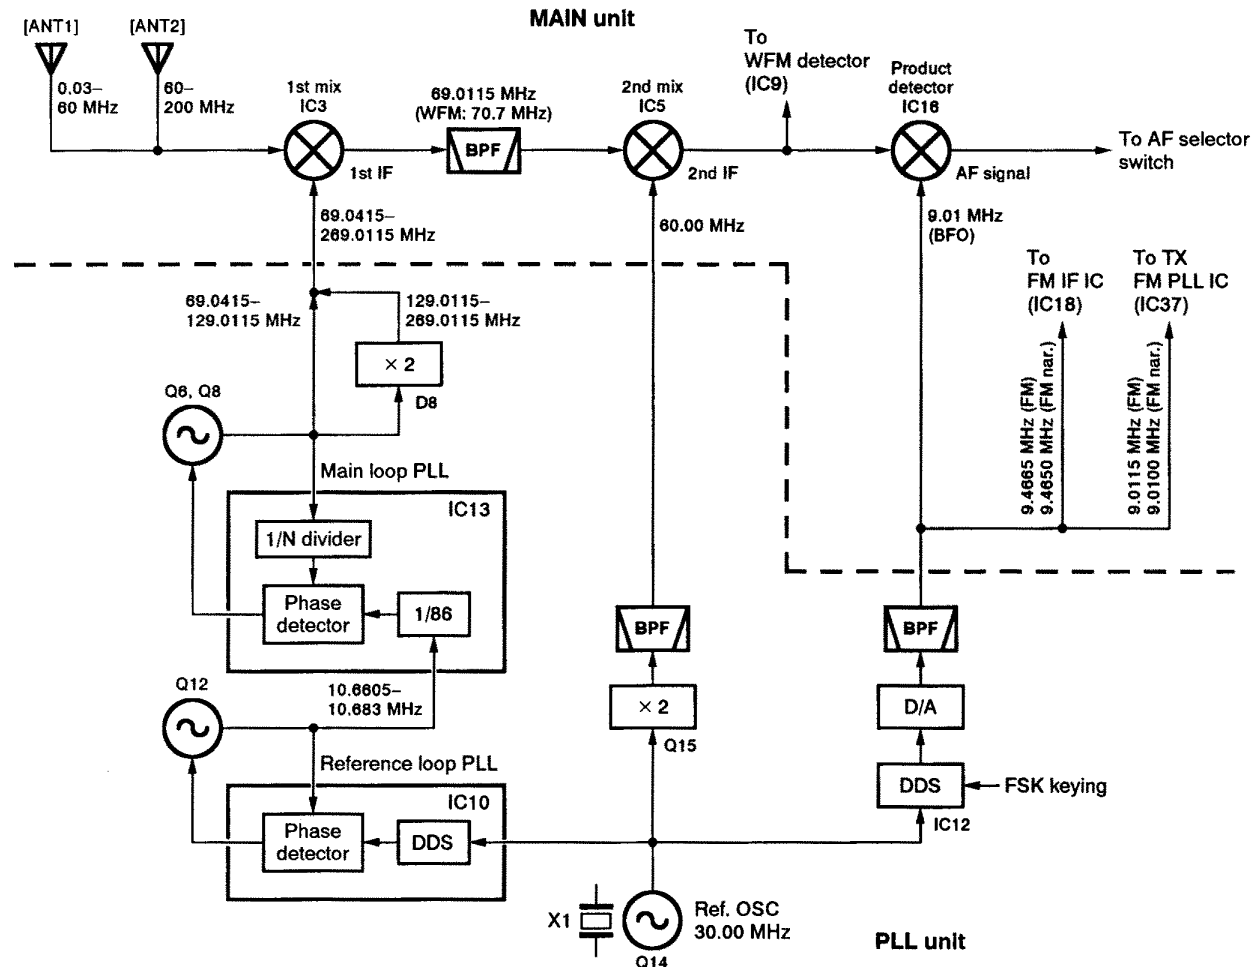 MAIN unit
[ANT1]
[ANT2]
0.03–
60 MHz
60–
200 MHz
1st mix
IC3
69.0115 MHz
(WFM: 70.7 MHz)
BPF
1st IF
2nd mix
IC5
2nd IF
To
WFM detector
(IC9)
Product
detector
IC16
To AF selector
switch
AF signal
69.0415–
269.0115 MHz
60.00 MHz
9.01 MHz
(BFO)
To
FM IF IC
(IC18)
To TX
FM PLL IC
(IC37)
69.0415–
129.0115 MHz
129.0115–
269.0115 MHz
× 2
D8
Q6, Q8
9.4665 MHz (FM)
9.4650 MHz (FM nar.)
9.0115 MHz (FM)
9.0100 MHz (FM nar.)
Main loop PLL
IC13
1/N divider
Phase
detector
1/86
BPF
BPF
Q12
10.6605–
10.683 MHz
× 2
Q15
D/A
Reference loop PLL
IC10
Phase
detector
DDS
DDS
FSK keying
IC12
X1
Ref. OSC
30.00 MHz
Q14
PLL unit